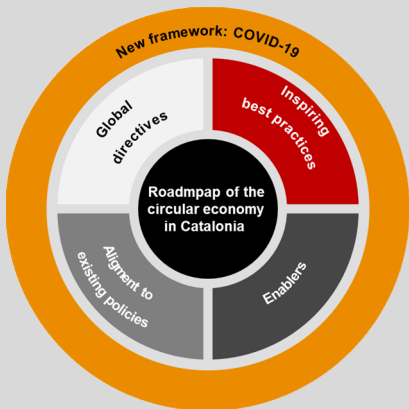 New framework: COVID-19
Global
directives
Inspiring
best practices
Roadmpap of the
circular economy
in Catalonia
Aligment to
existing policies
Enablers